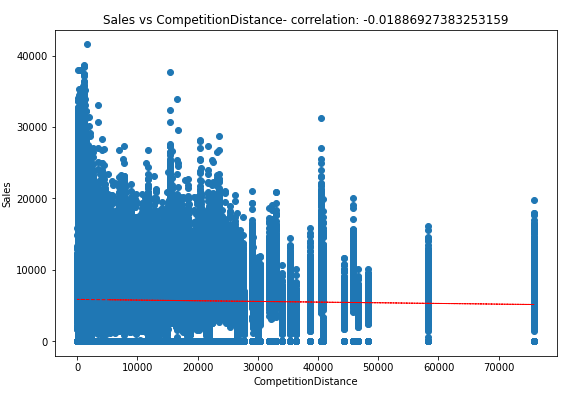 Sales vs CompetitionDistance- correlation: -0.01886927383253159
40000
30000
20000
10000
0
Sales
0 10000 20000 30000 40000 50000 60000 70000
CompetitionDistance